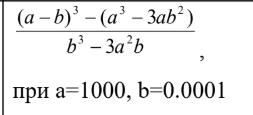 (a − b)³ − (a³ − 3ab²)
b³ − 3a²b ,
при a=1000, b=0.0001